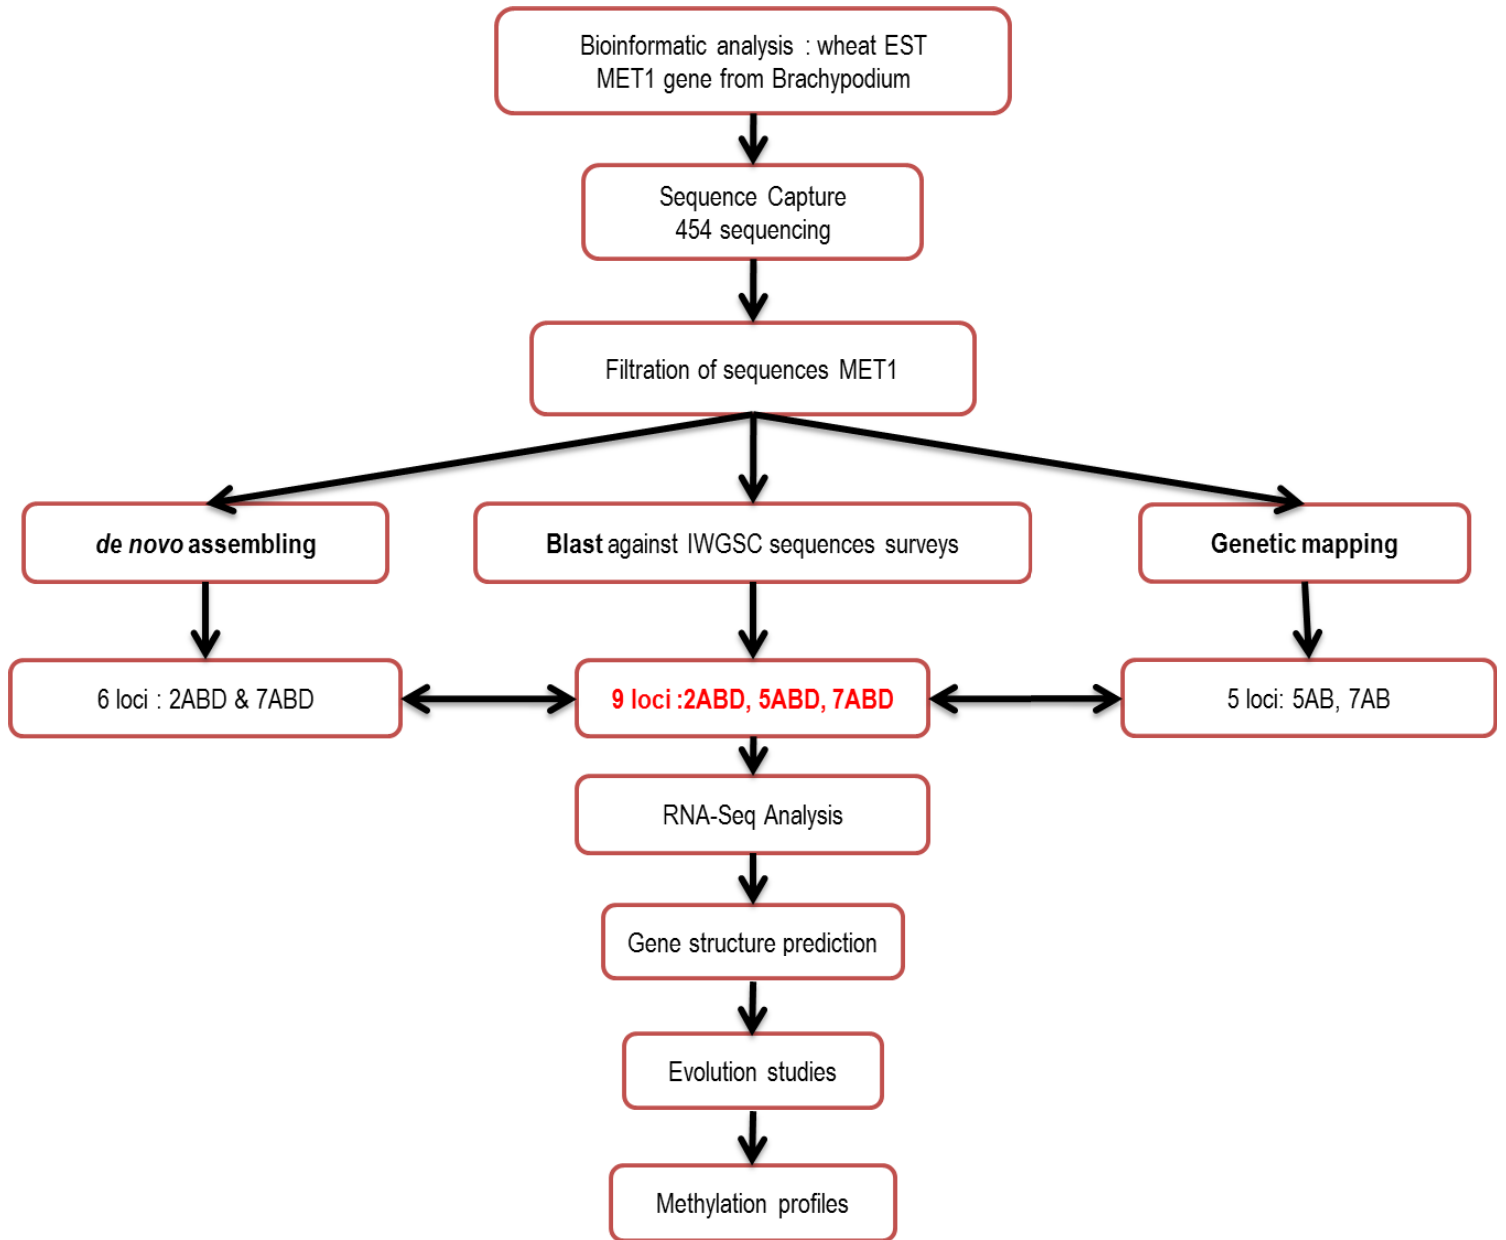 Bioinformatic analysis : wheat EST
MET1 gene from Brachypodium
Sequence Capture
454 sequencing
Filtration of sequences MET1
de novo assembling
Blast against IWGSC sequences surveys
Genetic mapping
6 loci : 2ABD & 7ABD
9 loci :2ABD, 5ABD, 7ABD
5 loci: 5AB, 7AB
RNA-Seq Analysis
Gene structure prediction
Evolution studies
Methylation profiles